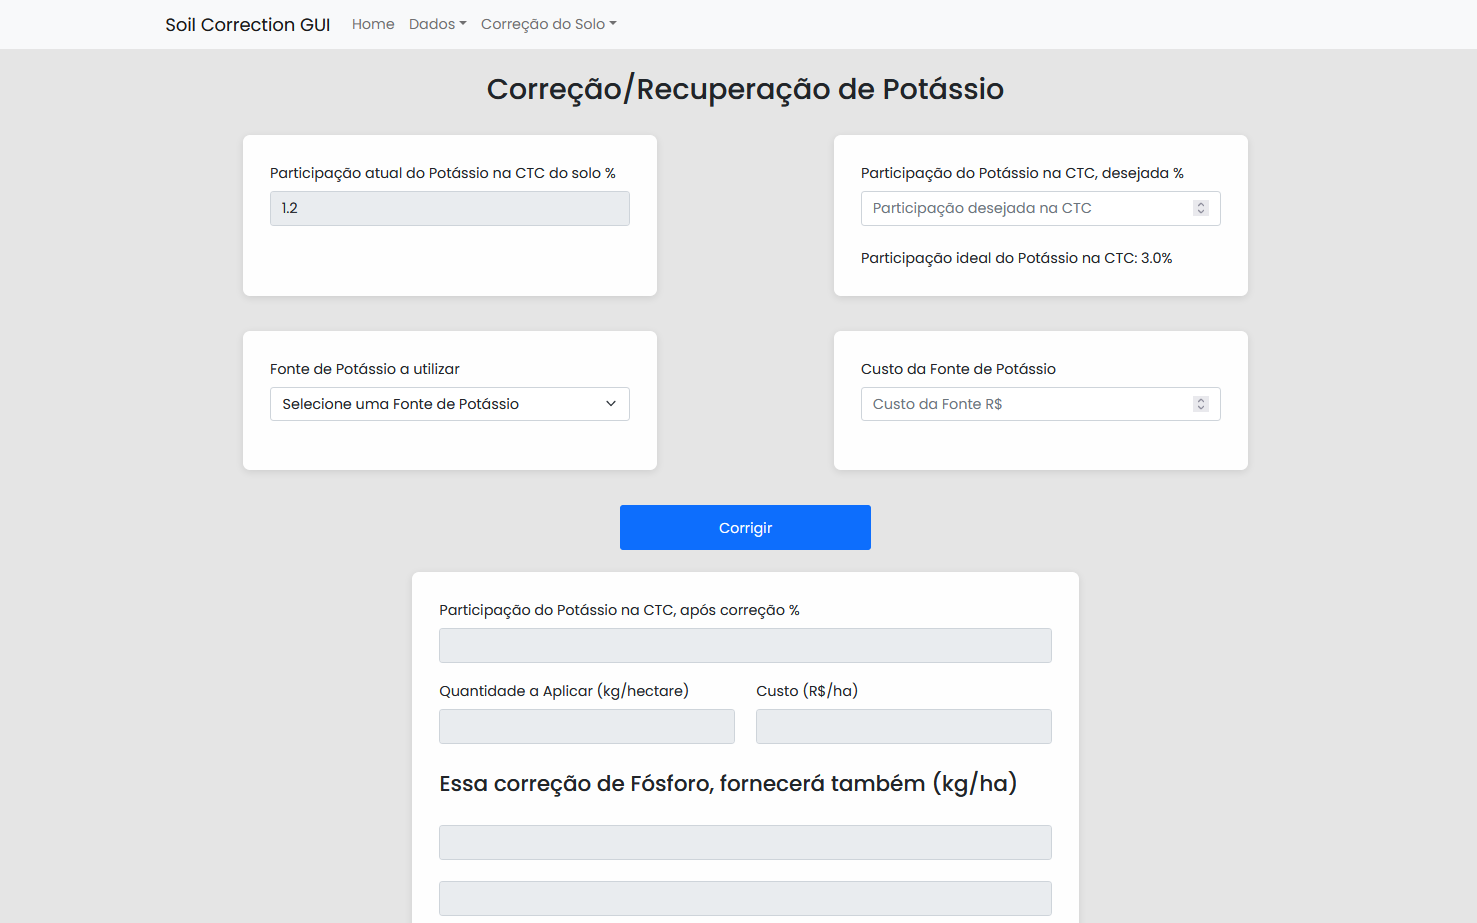 Soil Correction GUI Home Dados Correção do Solo
Correção/Recuperação de Potássio
Participação atual do Potássio na CTC do solo %
1.2
Participação do Potássio na CTC, desejada %
Participação desejada na CTC
Participação ideal do Potássio na CTC: 3.0%
Fonte de Potássio a utilizar
Selecione uma Fonte de Potássio
Custo da Fonte de Potássio
Custo da Fonte R$
Corrigir
Participação do Potássio na CTC, após correção %
Quantidade a Aplicar (kg/hectare)
Custo (R$/ha)
Essa correção de Fósforo, fornecerá também (kg/ha)